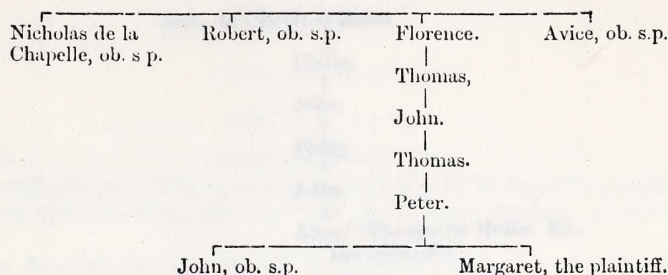 Nicholas de la Chapelle, ob. s p.
Robert, ob. s.p.
Florence.
Avice, ob. s.p.
Thomas,
John.
Thomas.
Peter.
John, ob. s.p.
Margaret, the plaintiff.